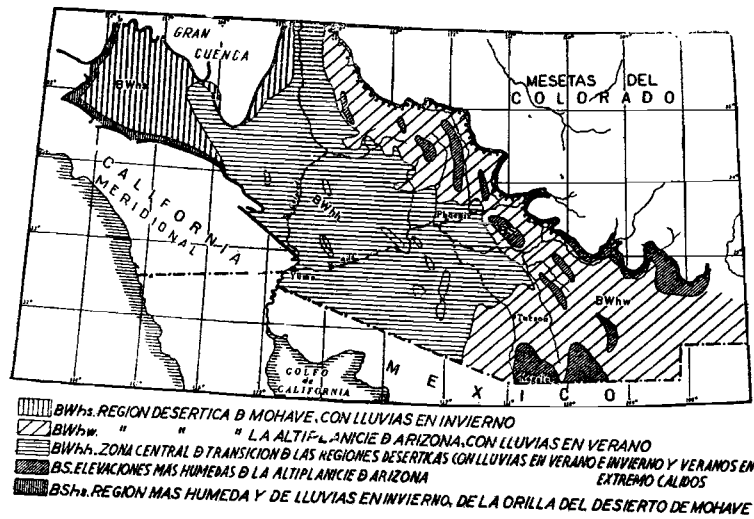 GRAN
CUENCA
MESETAS DEL
COLORADO
BWhs
CALIFORNIA
MERIDIONAL
BWhh
Phoenix
Yuma
BWhw
Tucson
GOLFO
de
CALIFORNIA
MEXICO
BWhs. REGION DESERTICA D MOHAVE, CON LLUVIAS EN INVIERNO
BWhw. " " " LA ALTIPLANICIE D ARIZONA, CON LLUVIAS EN VERANO
BWhh. ZONA CENTRAL D TRANSICION D LAS REGIONES DESERTICAS CON LLUVIAS EN VERANO E INVIERNO Y VERANOS EN
EXTREMO CALIDOS
BS. ELEVACIONES MAS HUMEDAS D LA ALTIPLANICIE D ARIZONA
BShs. REGION MAS HUMEDA Y DE LLUVIAS EN INVIERNO, DE LA ORILLA DEL DESIERTO DE MOHAVE